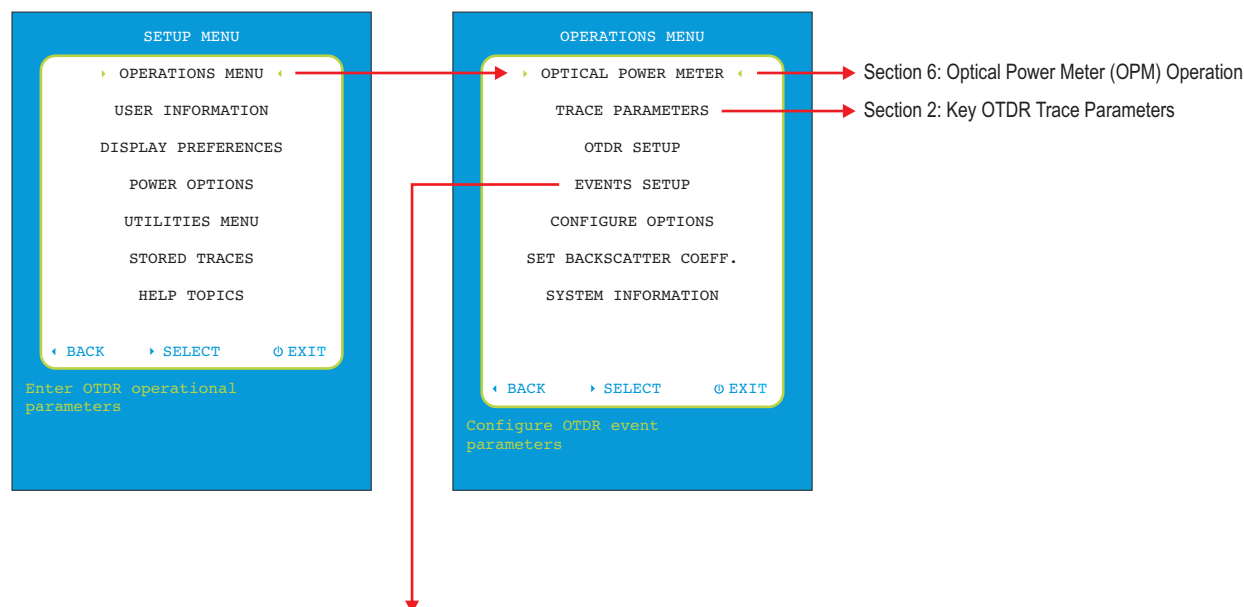 SETUP MENU
OPERATIONS MENU
USER INFORMATION
DISPLAY PREFERENCES
POWER OPTIONS
UTILITIES MENU
STORED TRACES
HELP TOPICS
BACK SELECT EXIT
Enter OTDR operational
parameters
OPERATIONS MENU
OPTICAL POWER METER
TRACE PARAMETERS
OTDR SETUP
EVENTS SETUP
CONFIGURE OPTIONS
SET BACKSCATTER COEFF.
SYSTEM INFORMATION
BACK SELECT EXIT
Configure OTDR event
parameters
Section 6: Optical Power Meter (OPM) Operation
Section 2: Key OTDR Trace Parameters